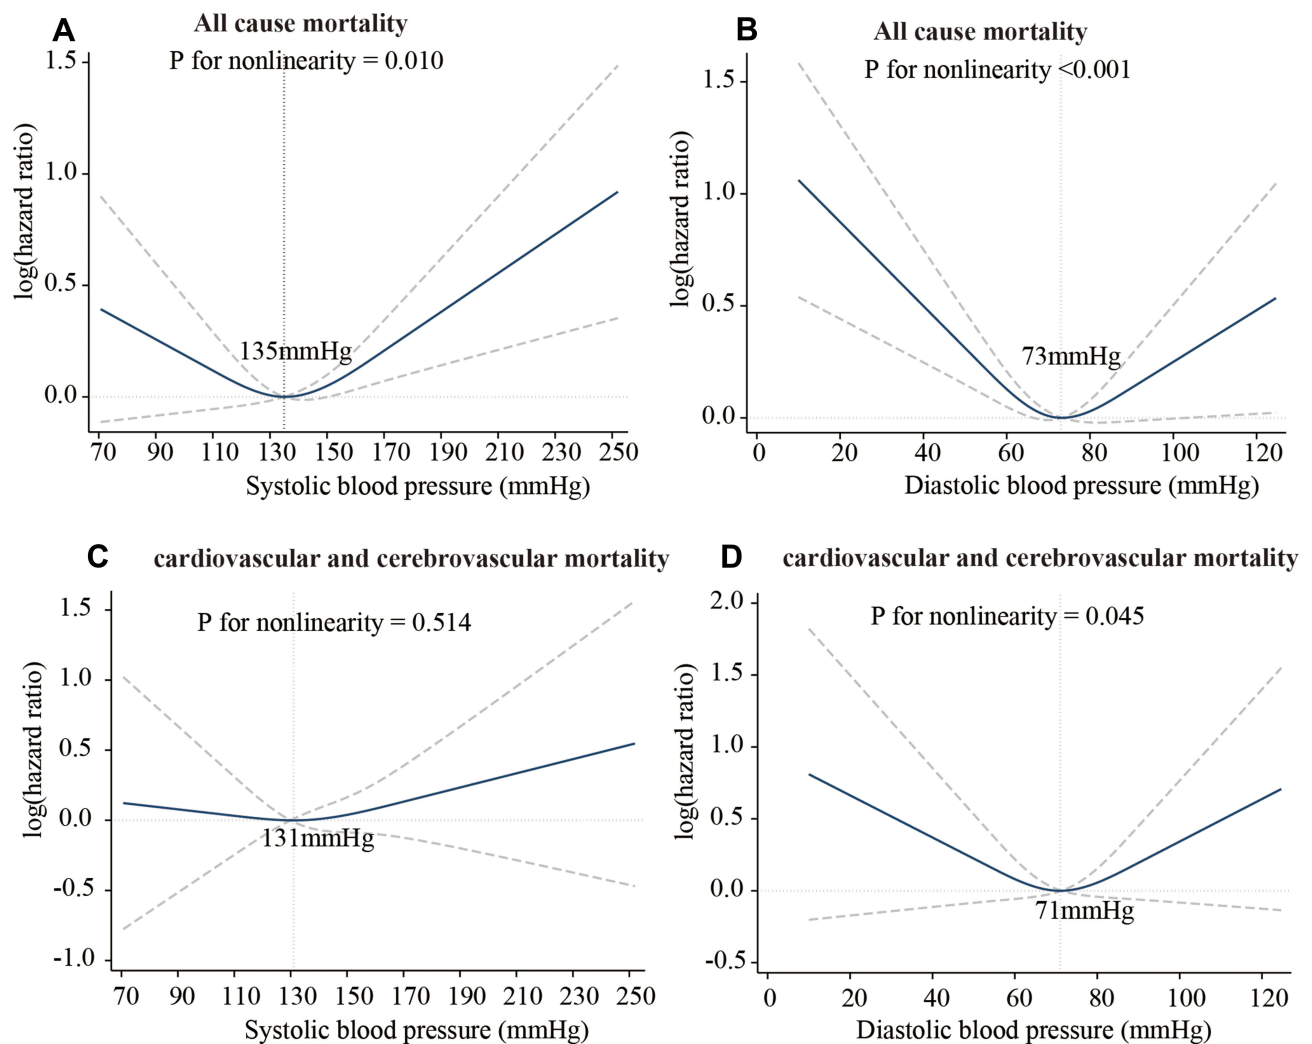 A
All cause mortality
P for nonlinearity = 0.010
log(hazard ratio)
1.5
1.0
0.5
0.0
135mmHg
70 90 110 130 150 170 190 210 230 250
Systolic blood pressure (mmHg)
B
All cause mortality
P for nonlinearity <0.001
log(hazard ratio)
1.5
1.0
0.5
0.0
73mmHg
0 20 40 60 80 100 120
Diastolic blood pressure (mmHg)
C
cardiovascular and cerebrovascular mortality
P for nonlinearity = 0.514
log(hazard ratio)
1.5
1.0
0.5
0.0
-0.5
-1.0
131mmHg
70 90 110 130 150 170 190 210 230 250
Systolic blood pressure (mmHg)
D
cardiovascular and cerebrovascular mortality
P for nonlinearity = 0.045
log(hazard ratio)
2.0
1.5
1.0
0.5
0.0
-0.5
71mmHg
0 20 40 60 80 100 120
Diastolic blood pressure (mmHg)